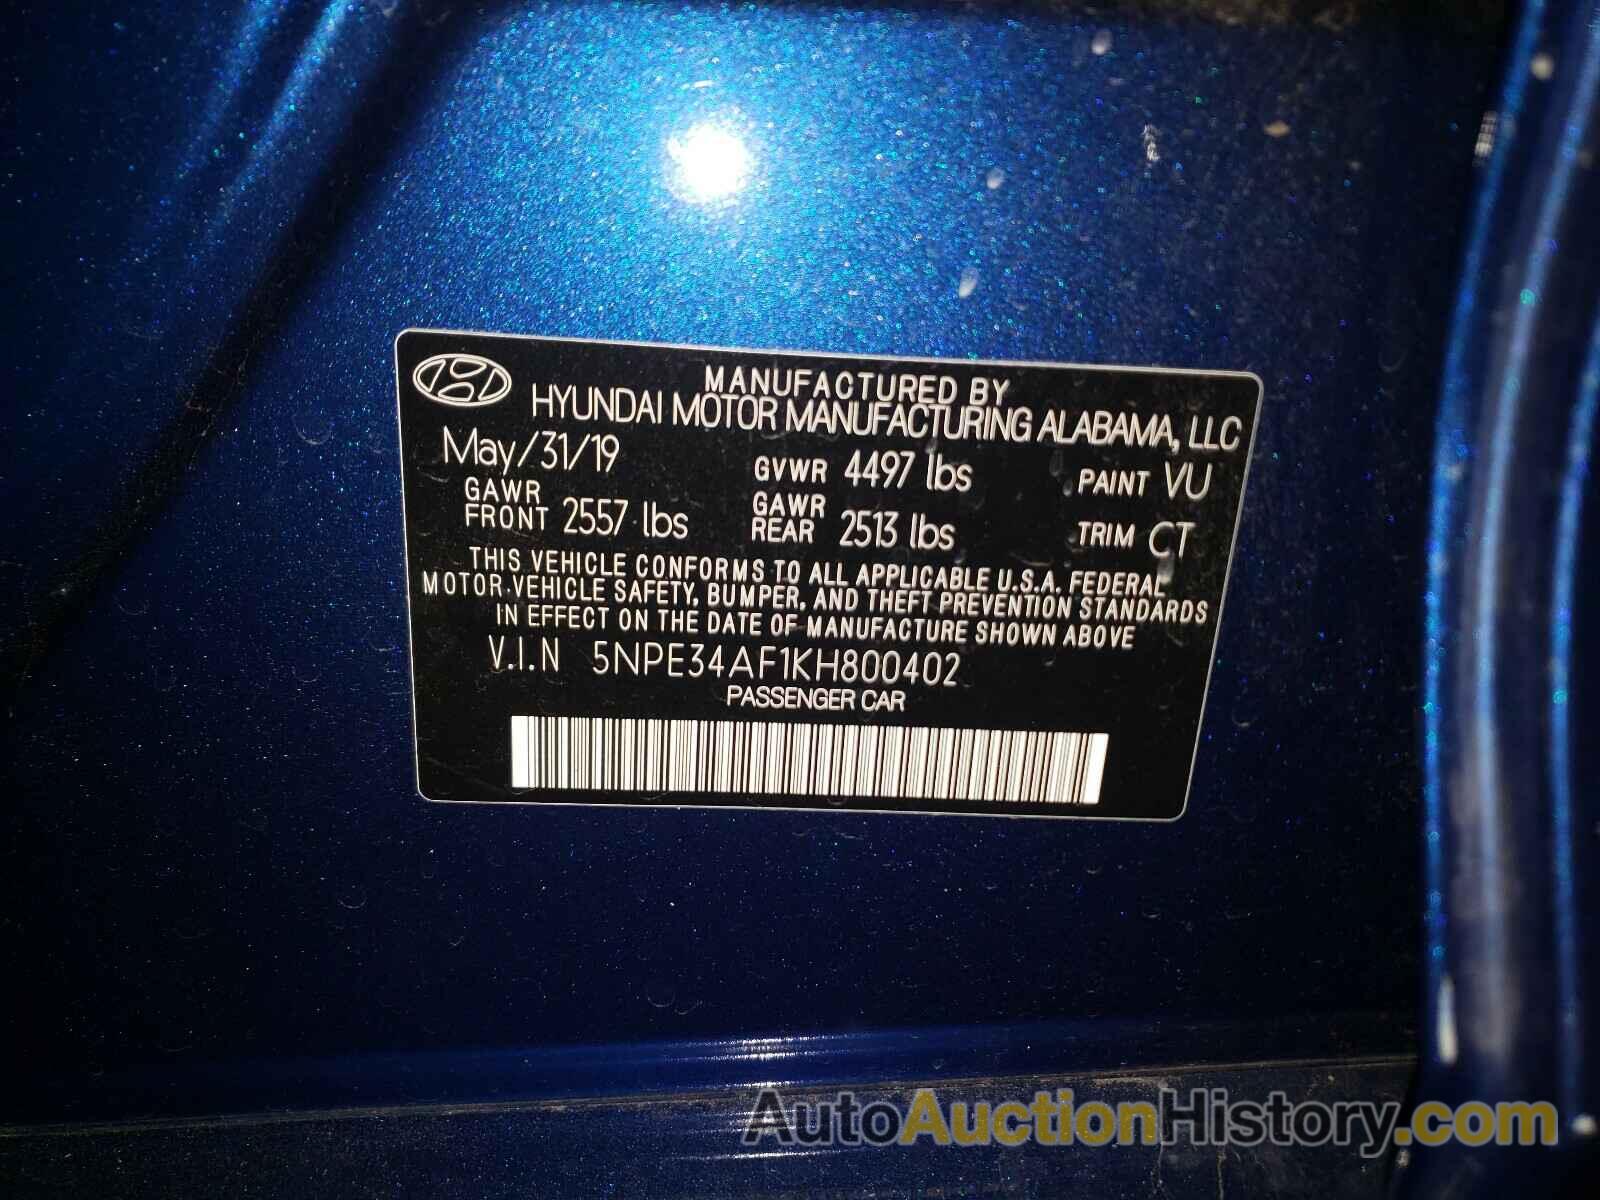 MANUFACTURED BY
HYUNDAI MOTOR MANUFACTURING ALABAMA, LLC
May/31/19 GVWR 4497 lbs PAINT VU
GAWR FRONT 2557 lbs GAWR REAR 2513 lbs TRIM CT
THIS VEHICLE CONFORMS TO ALL APPLICABLE U.S.A. FEDERAL
MOTOR VEHICLE SAFETY, BUMPER, AND THEFT PREVENTION STANDARDS
IN EFFECT ON THE DATE OF MANUFACTURE SHOWN ABOVE
V.I.N 5NPE34AF1KH800402
PASSENGER CAR
AutoAuctionHistory.com